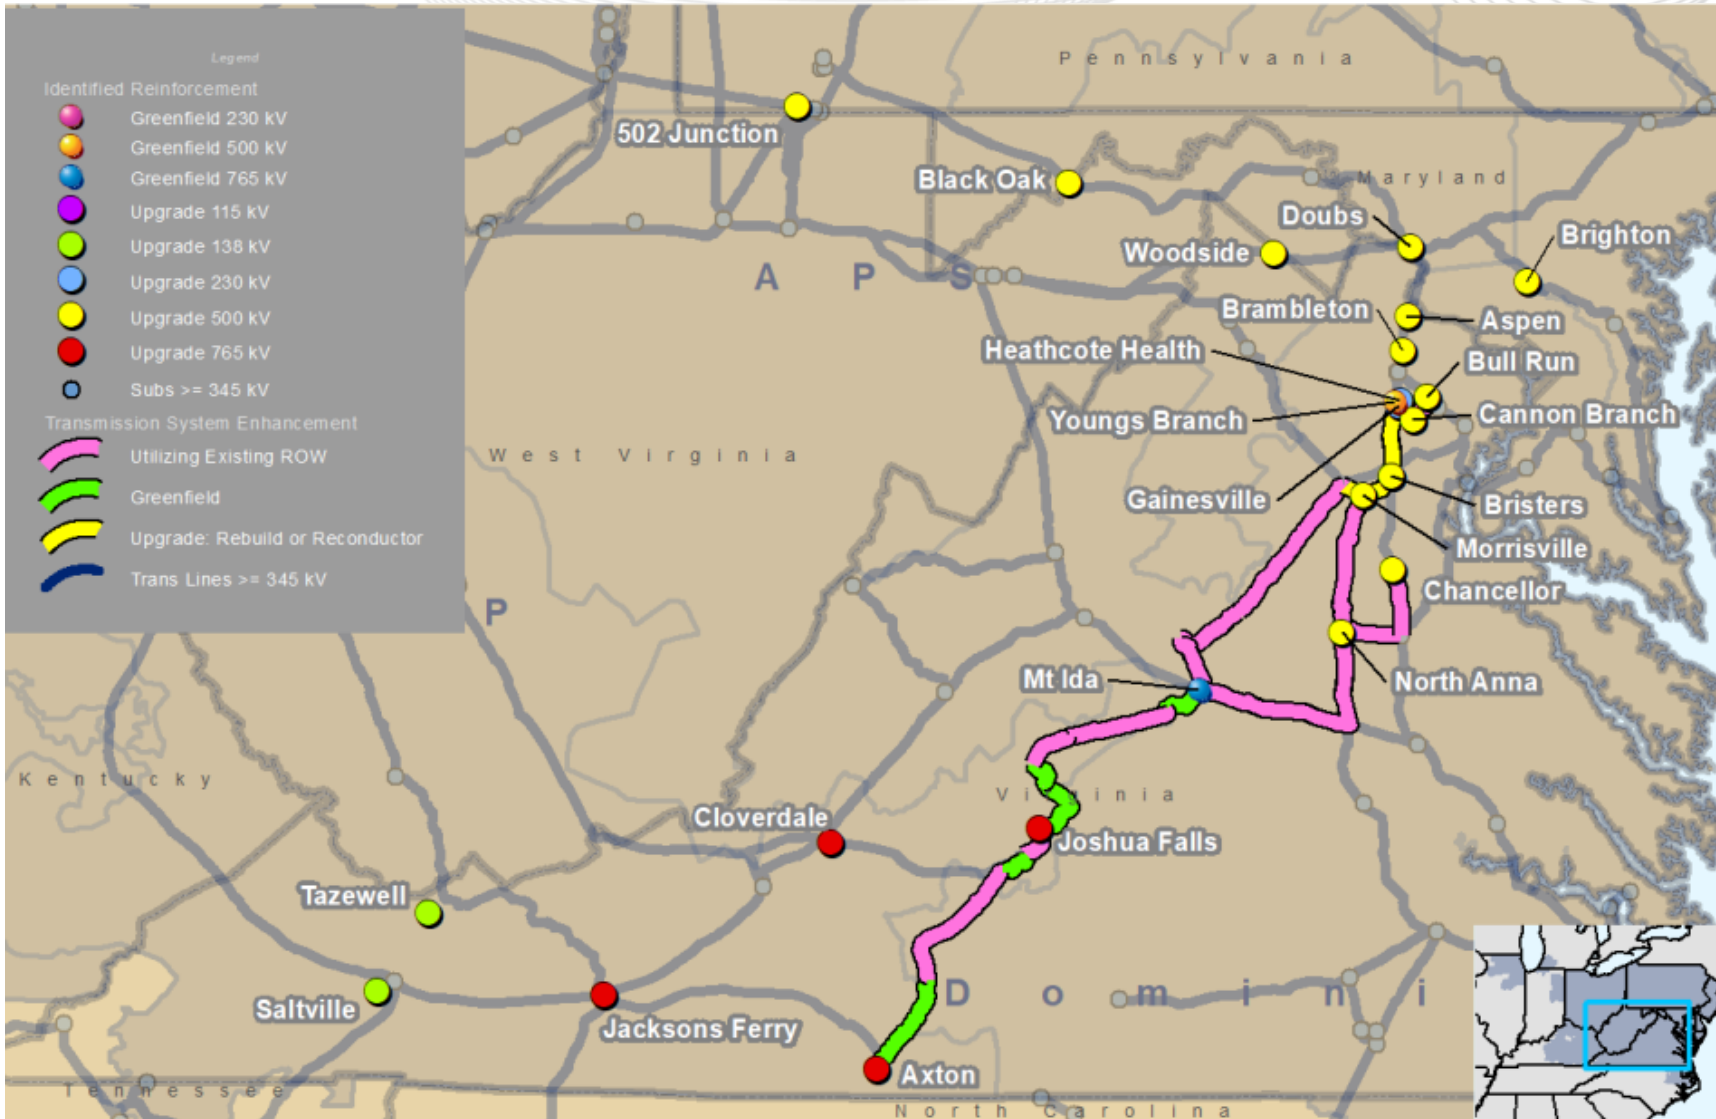 Legend
Identified Reinforcement
Greenfield 230 kV
Greenfield 500 kV
Greenfield 765 kV
Upgrade 115 kV
Upgrade 138 kV
Upgrade 230 kV
Upgrade 500 kV
Upgrade 765 kV
Subs >= 345 kV
Transmission System Enhancement
Utilizing Existing ROW
Greenfield
Upgrade: Rebuild or Reconductor
Trans Lines >= 345 kV
Pennsylvania
502 Junction
Black Oak
Maryland
Doubs
Brighton
Woodside
A P S
Brambleton
Aspen
Heathcote Health
Bull Run
Youngs Branch
Cannon Branch
West Virginia
Gainesville
Bristers
Morrisville
Chancellor
P
Mt Ida
North Anna
Kentucky
Virginia
Cloverdale
Joshua Falls
Tazewell
Saltville
Jacksons Ferry
D o m i n i
Axton
Tennessee
North Carolina